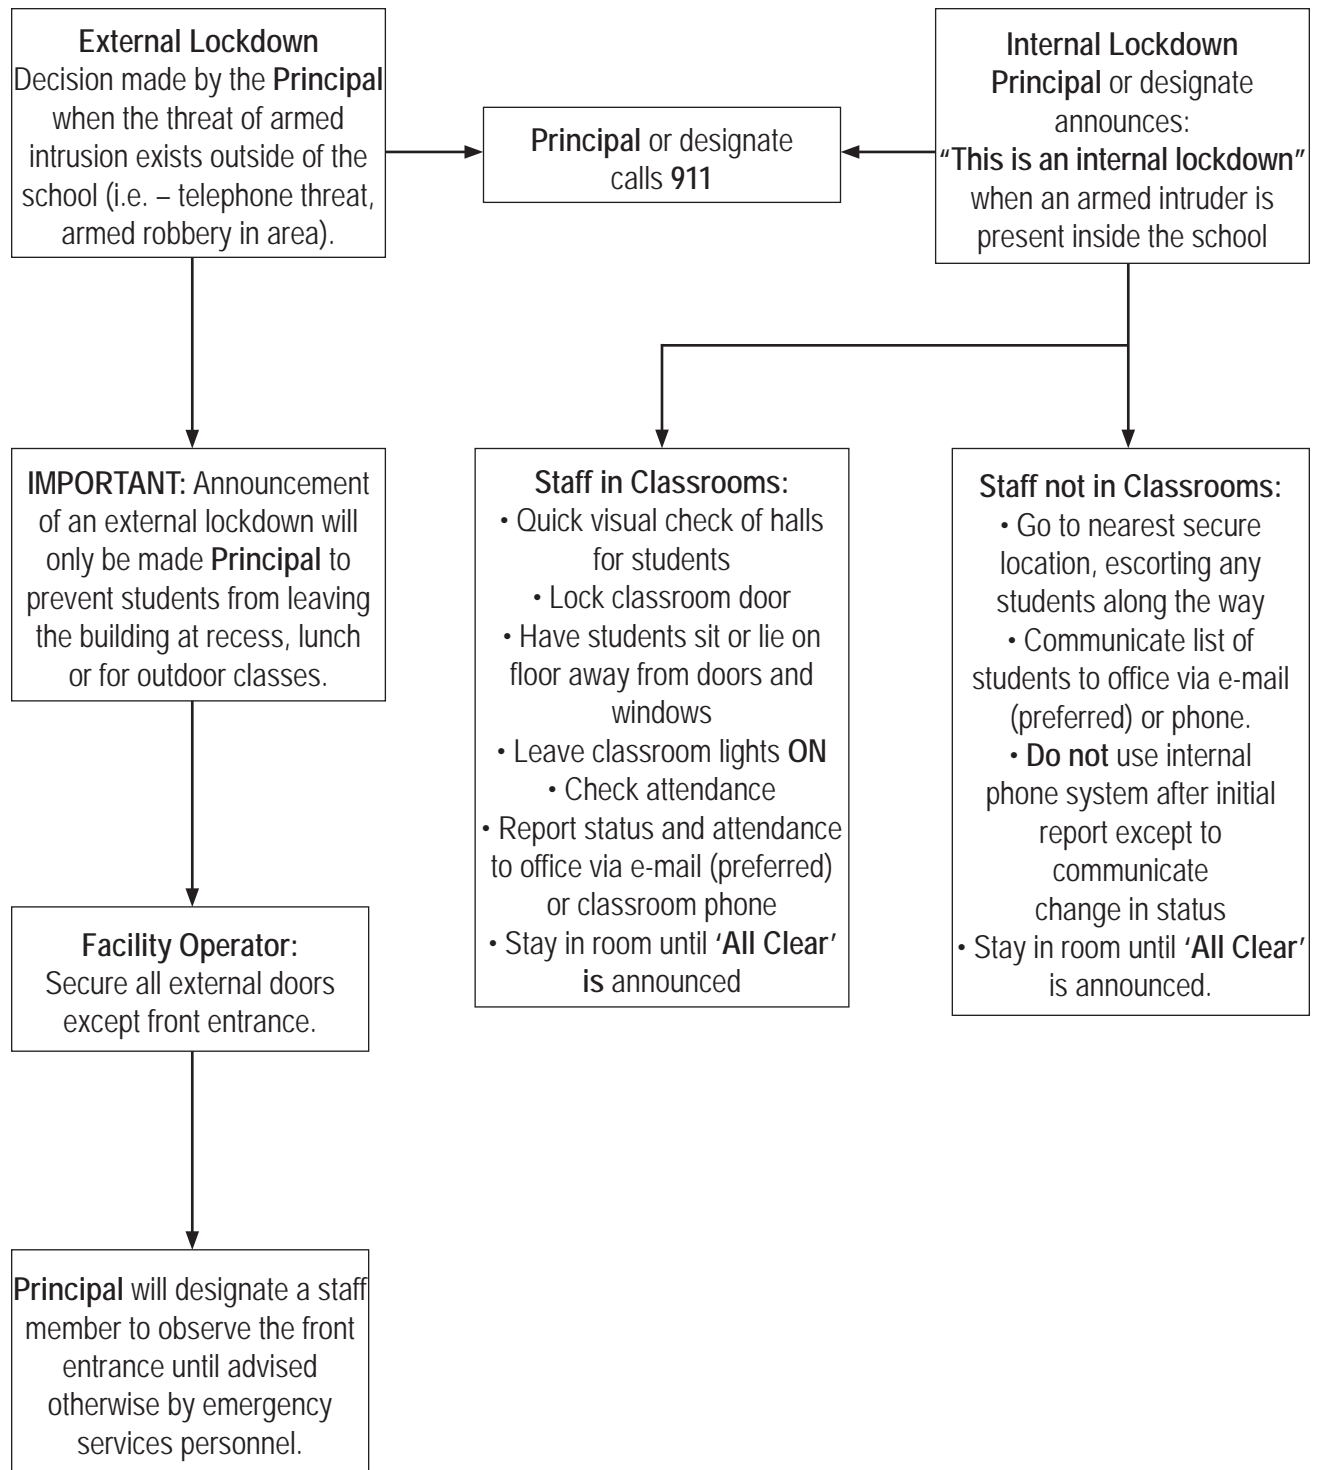 External Lockdown
Decision made by the Principal
when the threat of armed
intrusion exists outside of the
school (i.e. – telephone threat,
armed robbery in area).
Principal or designate
calls 911
Internal Lockdown
Principal or designate
announces:
“This is an internal lockdown”
when an armed intruder is
present inside the school
IMPORTANT: Announcement
of an external lockdown will
only be made Principal to
prevent students from leaving
the building at recess, lunch
or for outdoor classes.
Staff in Classrooms:
• Quick visual check of halls
for students
• Lock classroom door
• Have students sit or lie on
floor away from doors and
windows
• Leave classroom lights ON
• Check attendance
• Report status and attendance
to office via e-mail (preferred)
or classroom phone
• Stay in room until ‘All Clear’
is announced
Staff not in Classrooms:
• Go to nearest secure
location, escorting any
students along the way
• Communicate list of
students to office via e-mail
(preferred) or phone.
• Do not use internal
phone system after initial
report except to
communicate
change in status
• Stay in room until ‘All Clear’
is announced.
Facility Operator:
Secure all external doors
except front entrance.
Principal will designate a staff
member to observe the front
entrance until advised
otherwise by emergency
services personnel.